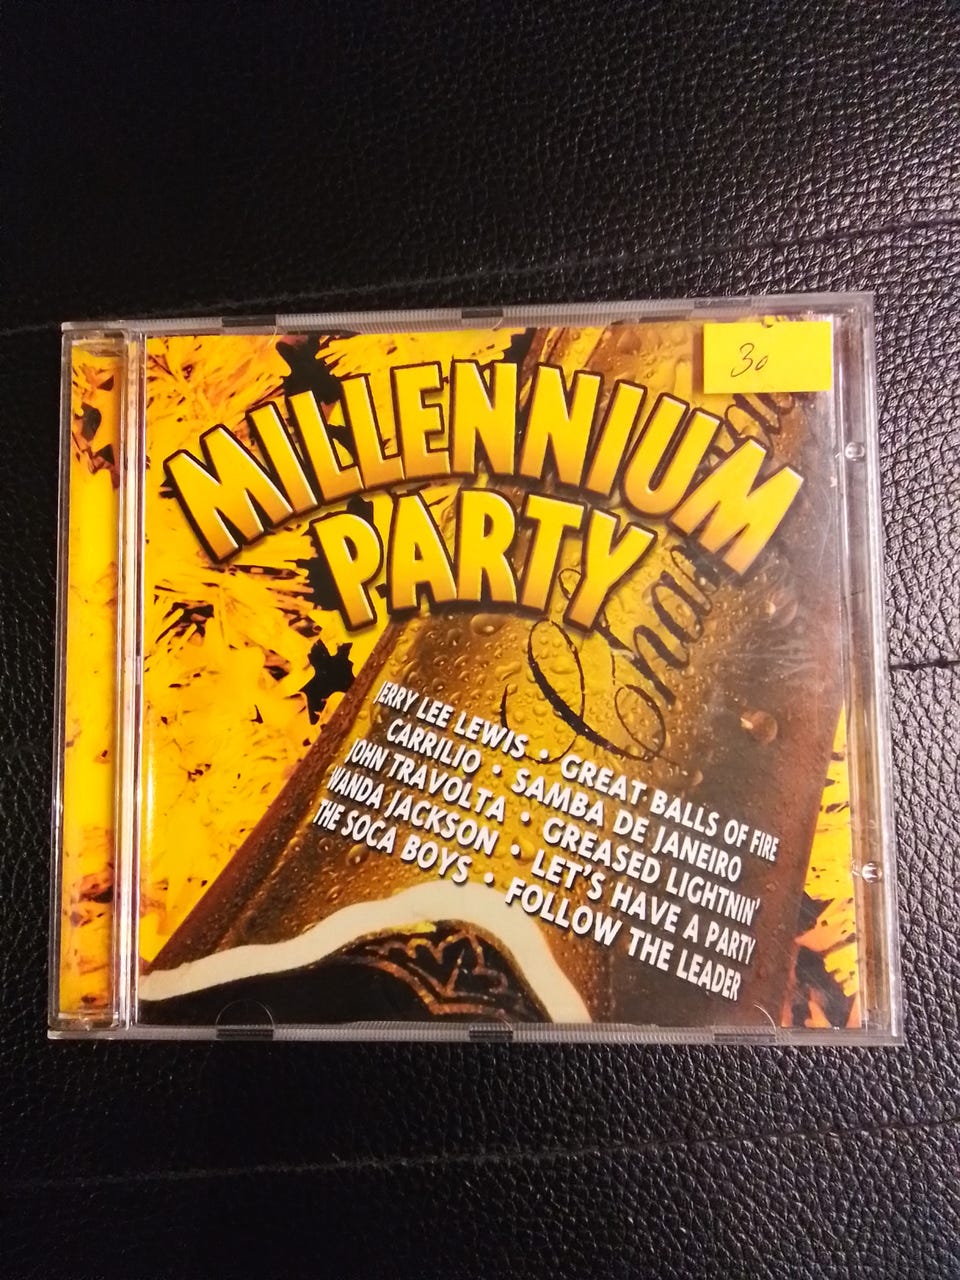 30
MILLENNIUM
PARTY
JERRY LEE LEWIS • GREAT BALLS OF FIRE
CARRILIO • SAMBA DE JANEIRO
JOHN TRAVOLTA • GREASED LIGHTNIN'
WANDA JACKSON • LET'S HAVE A PARTY
THE SOCA BOYS • FOLLOW THE LEADER